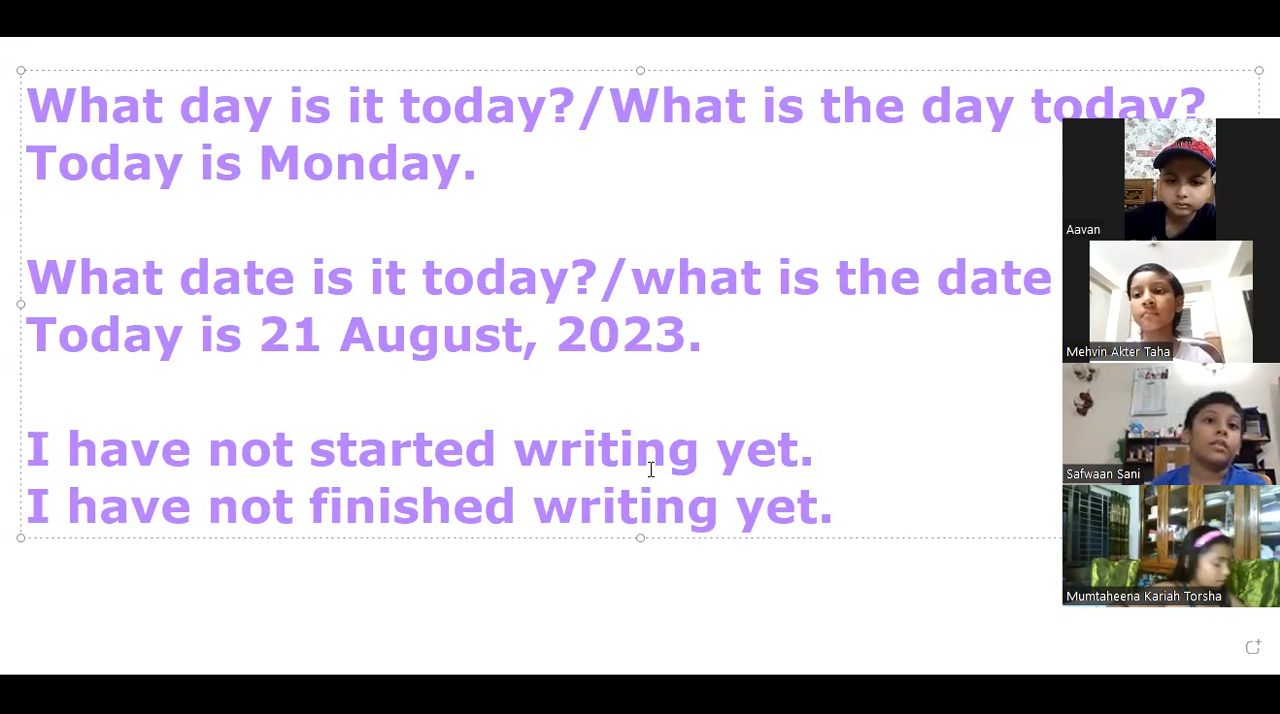 What day is it today?/What is the day today?
Today is Monday.
What date is it today?/what is the date
Today is 21 August, 2023.
I have not started writing yet.
I have not finished writing yet.
Aavan
Mehvin Akter Taha
Safwaan Sani
Mumtaheena Kariah Torsha